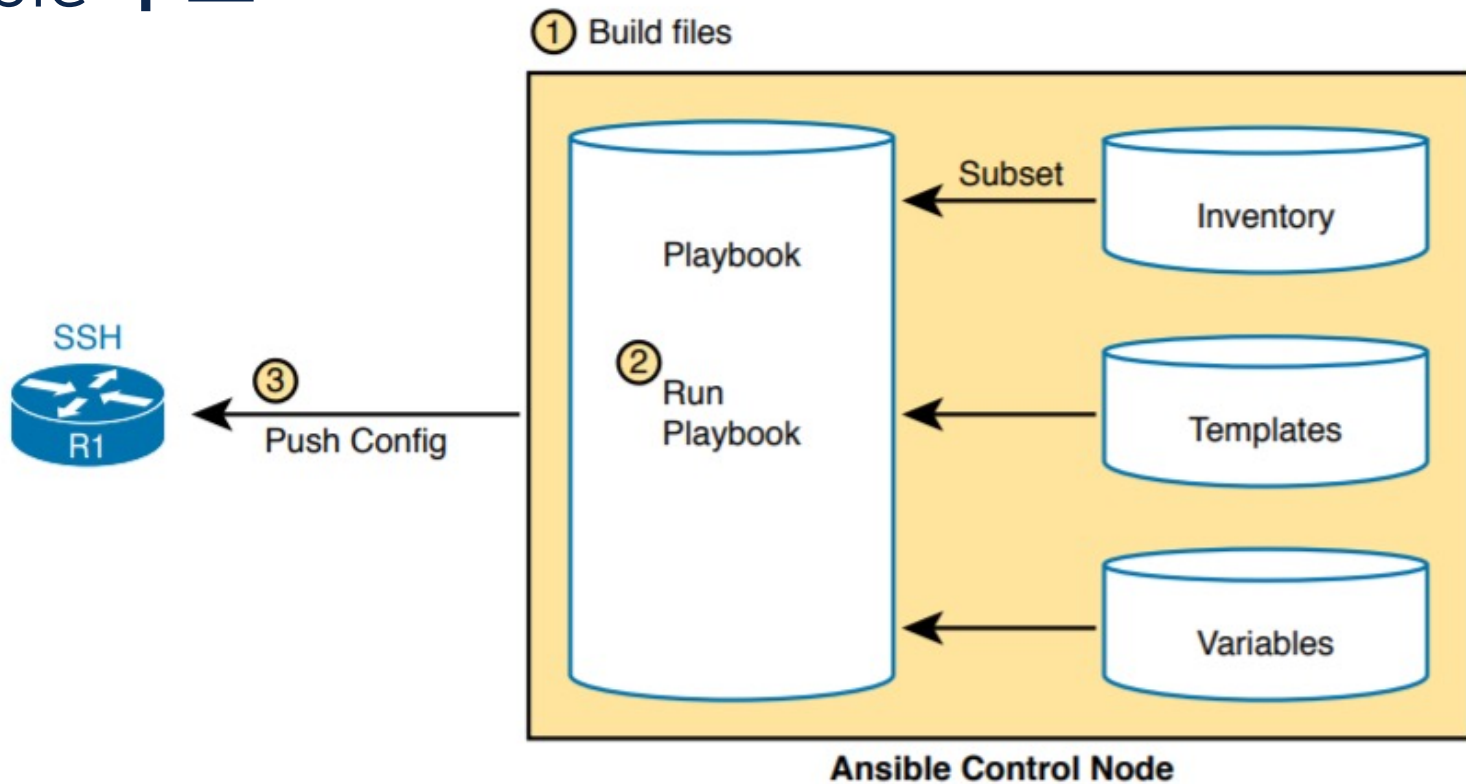 ① Build files
Subset
Inventory
Playbook
SSH
② Run
Playbook
③
Push Config
R1
Templates
Variables
Ansible Control Node